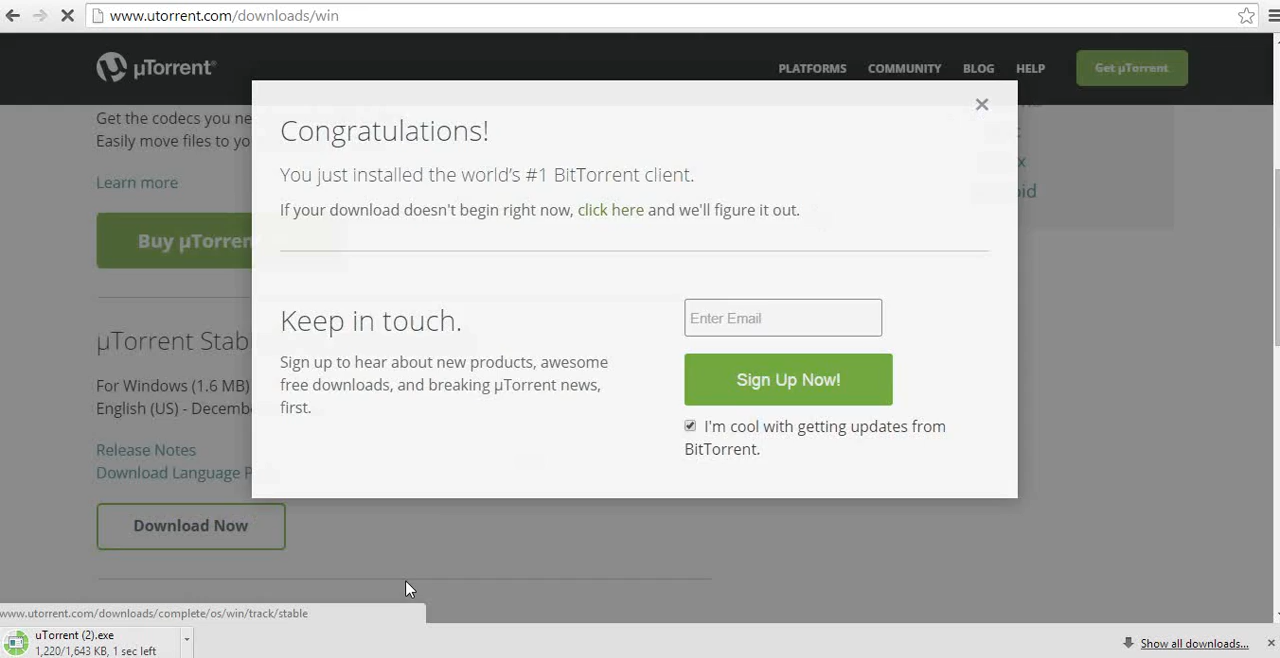 www.utorrent.com/downloads/win
µTorrent®
PLATFORMS
COMMUNITY
BLOG
HELP
Get µTorrent
Get the codecs you ne
Easily move files to yo
Learn more
Buy µTorren
Congratulations!
You just installed the world's #1 BitTorrent client.
If your download doesn't begin right now, click here and we'll figure it out.
Keep in touch.
Sign up to hear about new products, awesome
free downloads, and breaking µTorrent news,
first.
Enter Email
Sign Up Now!
I'm cool with getting updates from
BitTorrent.
µTorrent Stab
For Windows (1.6 MB)
English (US) - Decembe
Release Notes
Download Language P
Download Now
www.utorrent.com/downloads/complete/os/win/track/stable
uTorrent (2).exe
1,220/1,643 KB, 1 sec left
Show all downloads...